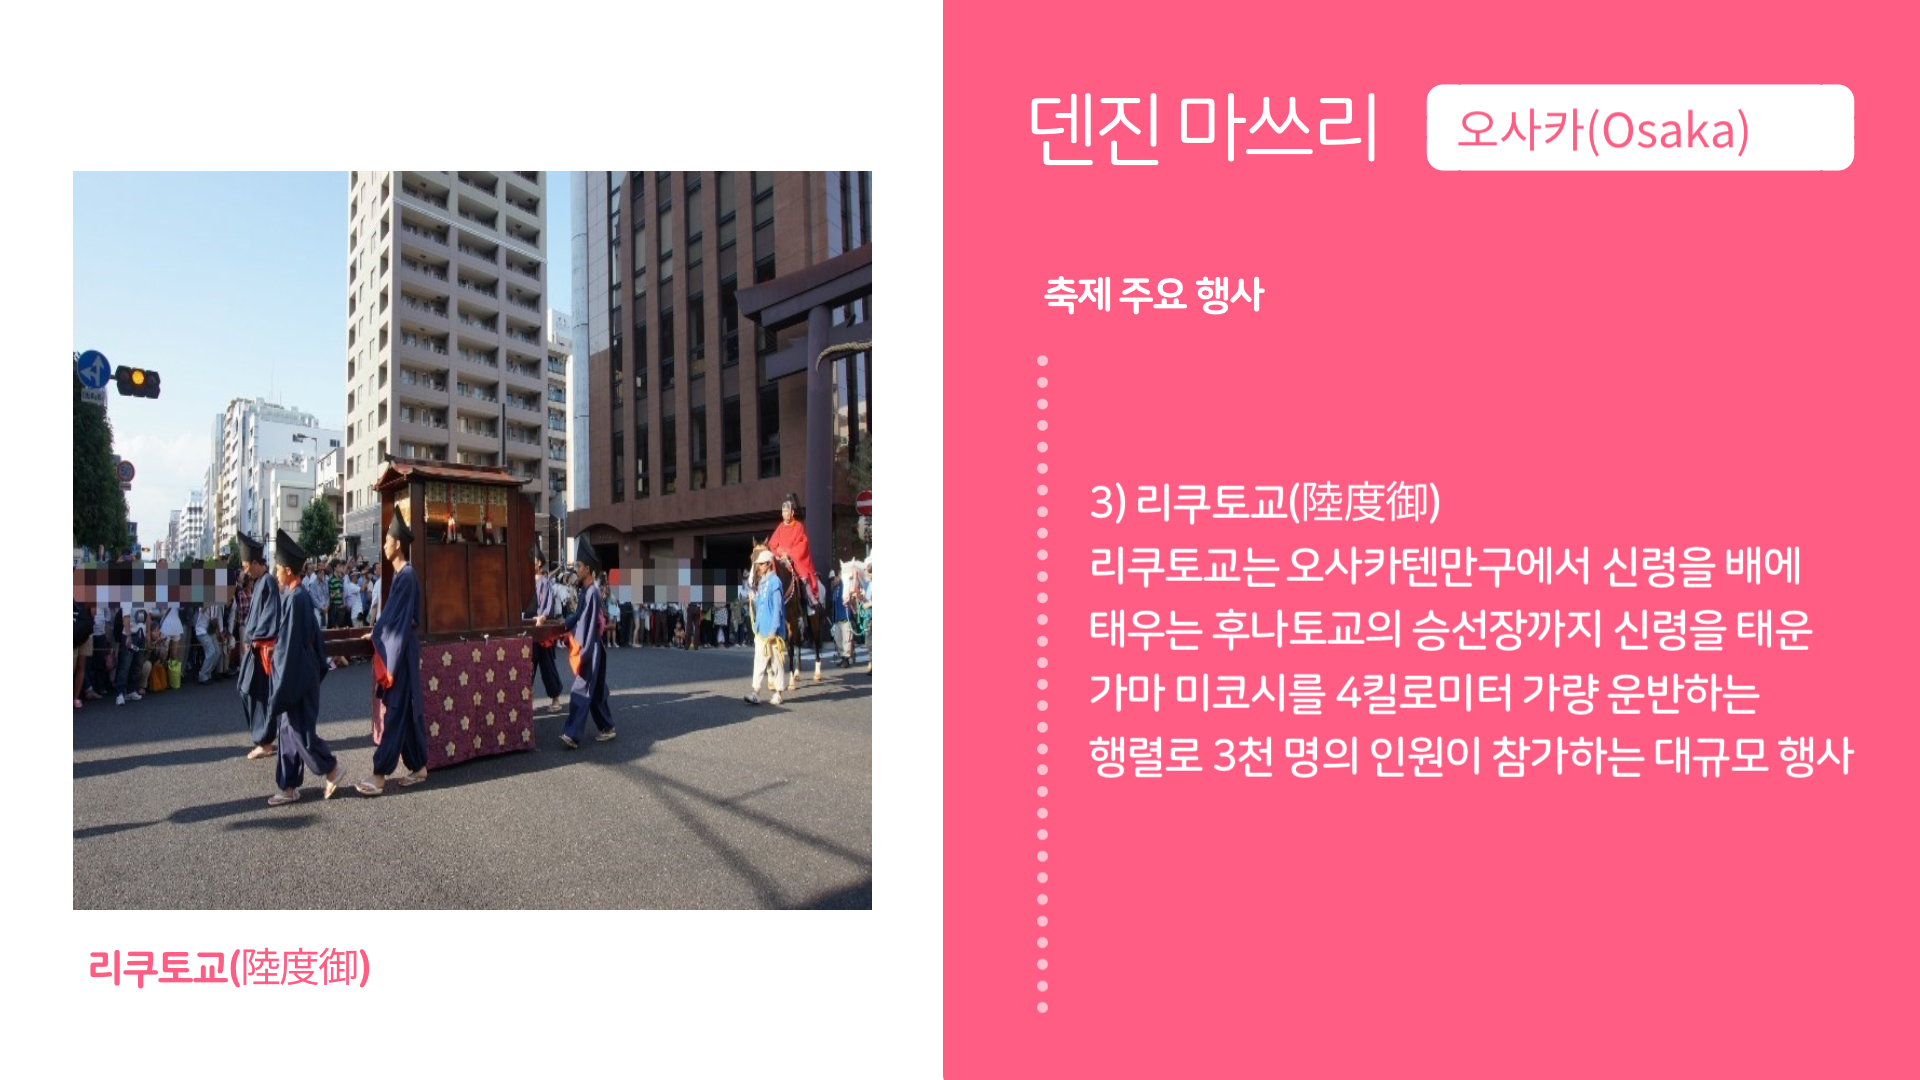 덴진 마쓰리
오사카(Osaka)
축제 주요 행사
3) 리쿠토교(陸度御)
리쿠토교는 오사카텐만구에서 신령을 배에
태우는 후나토교의 승선장까지 신령을 태운
가마 미코시를 4킬로미터 가량 운반하는
행렬로 3천 명의 인원이 참가하는 대규모 행사
리쿠토교(陸度御)